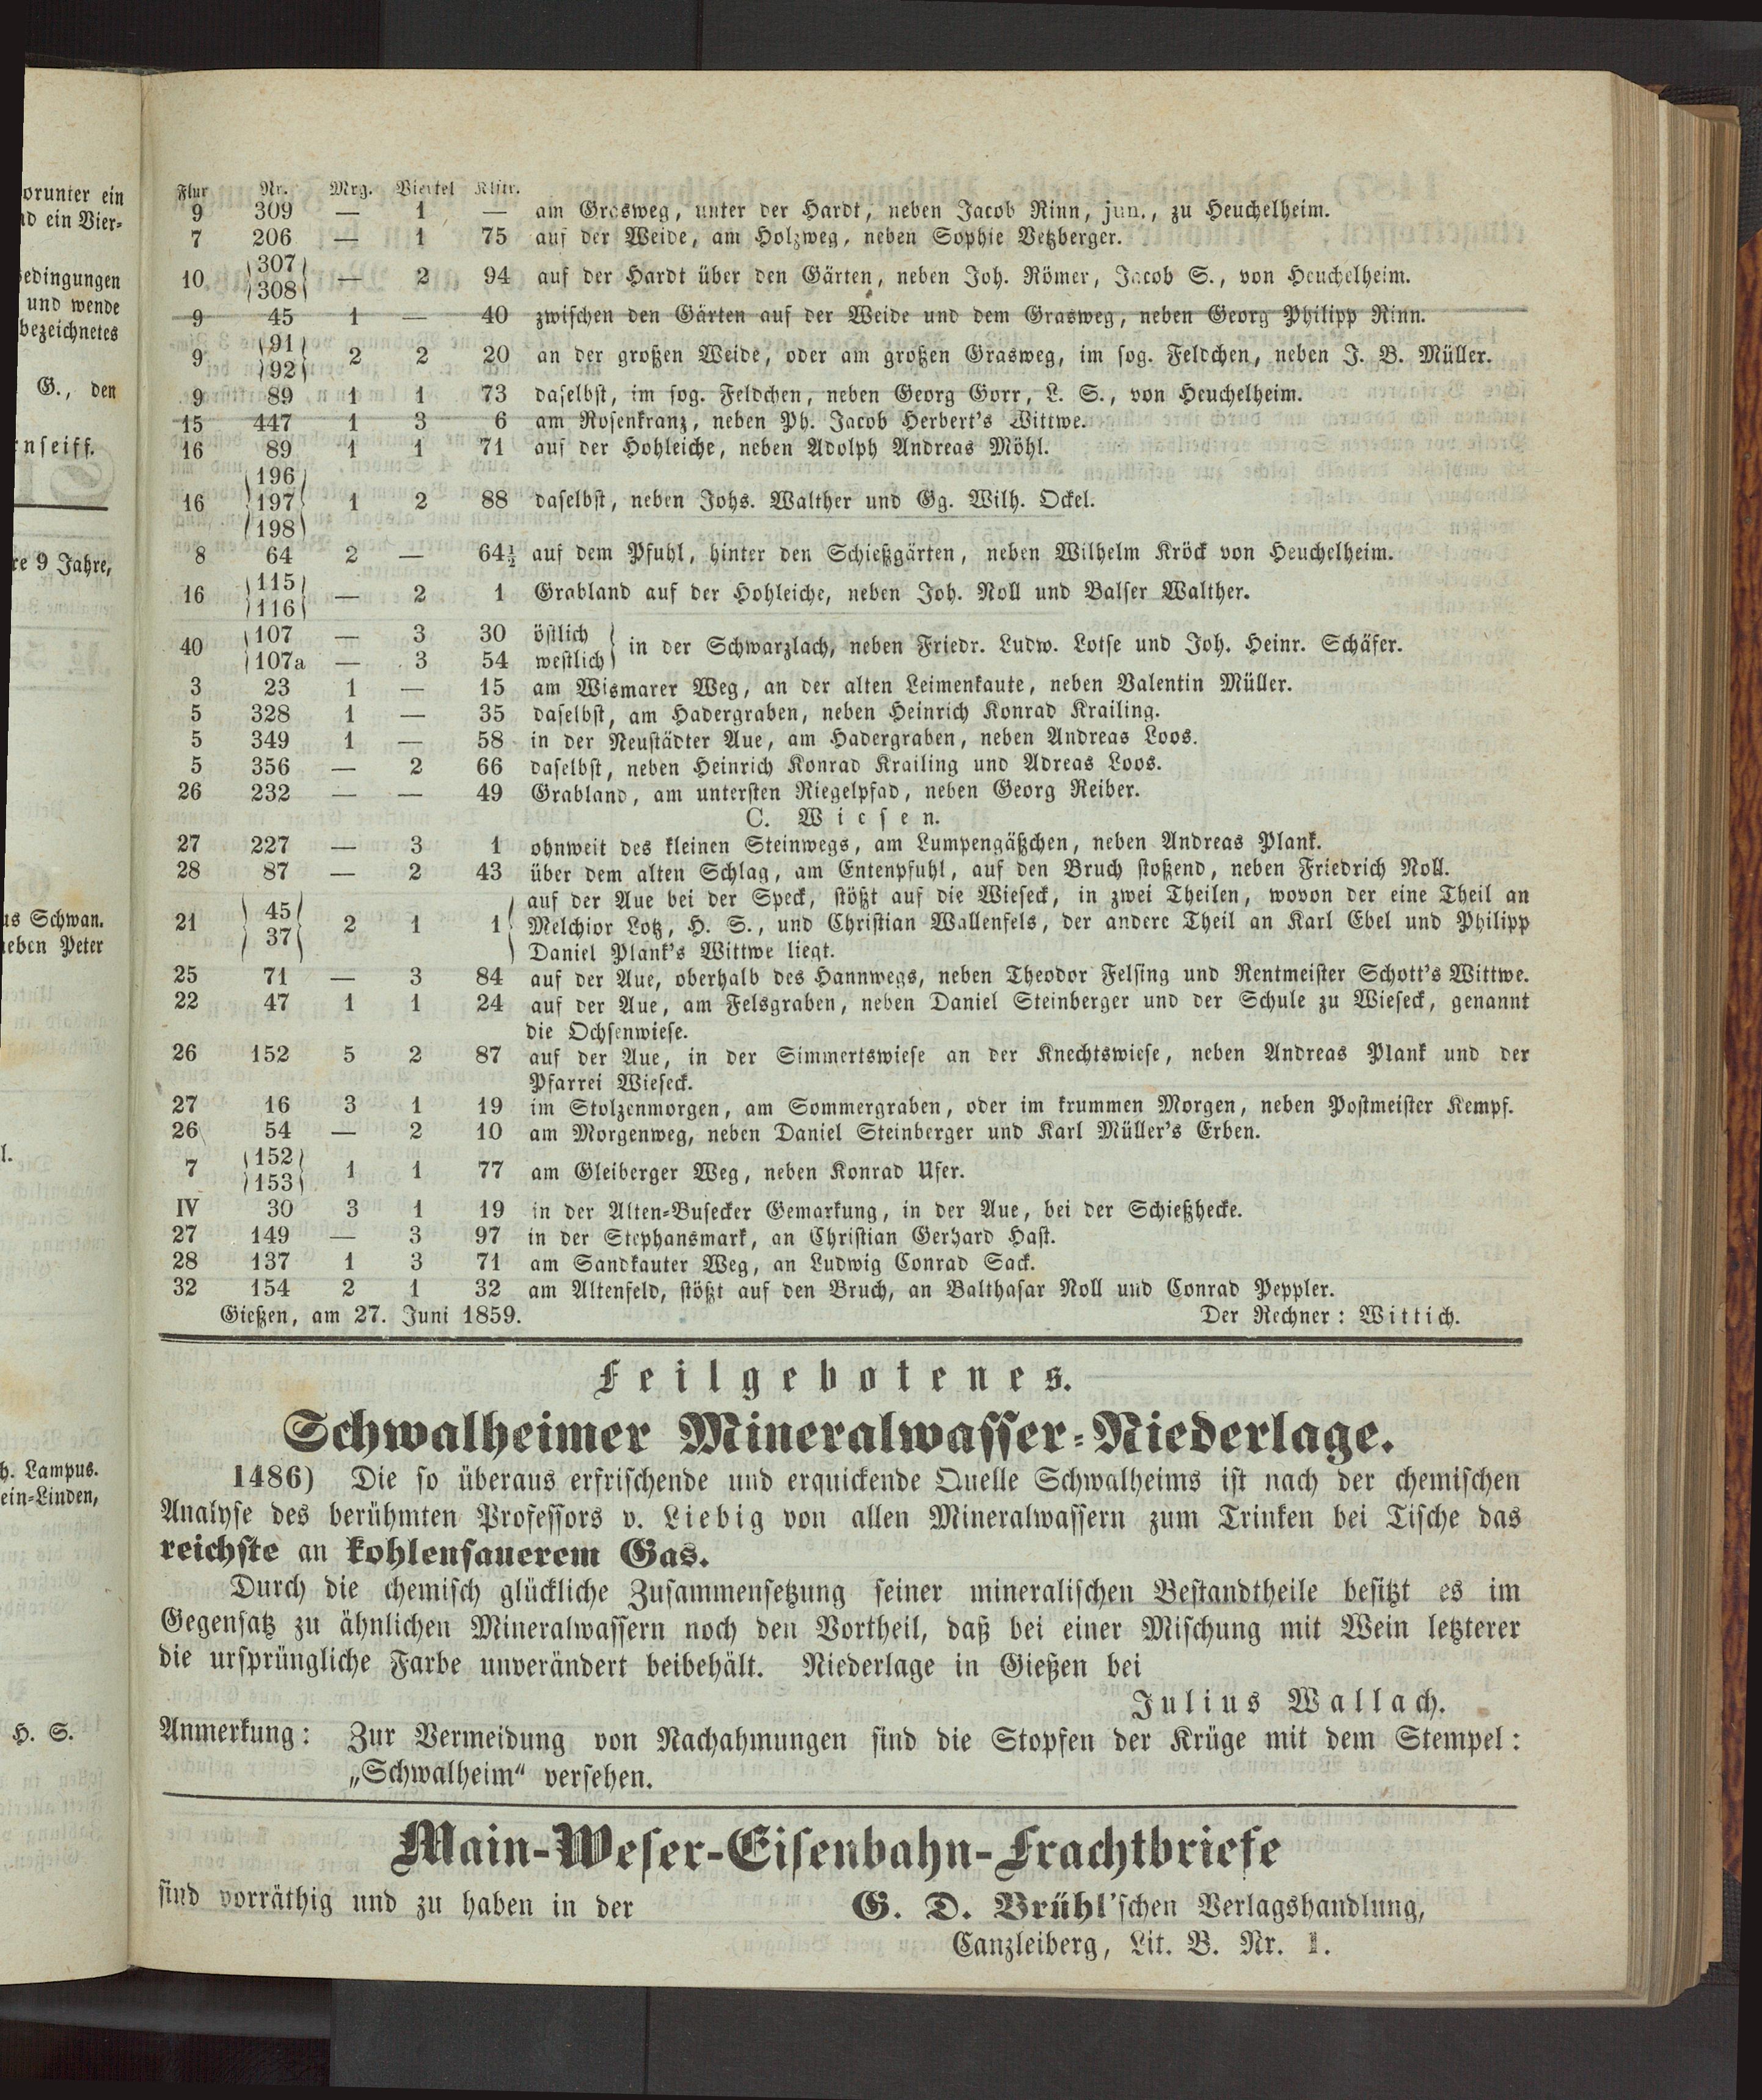 orunter ein
nd ein Vier-
edingungen
und wende
bezeichnetes
G., den
rnseiff.
re 9 Jahre,
us Schwan.
neben Peter
l.
h. Lampus.
ein-Linden,
H. S.
Flur Nr. Mrg. Viertel Klftr.
9 309 — 1 — am Grasweg, unter der Hardt, neben Jacob Rinn, jun., zu Heuchelheim.
7 206 — 1 75 auf der Weide, am Holzweg, neben Sophie Vetzberger.
10 {307 308} — 2 94 auf der Hardt über den Gärten, neben Joh. Römer, Jacob S., von Heuchelheim.
9 45 1 — 40 zwischen den Gärten auf der Weide und dem Grasweg, neben Georg Philipp Rinn.
9 {91 92} 2 2 20 an der großen Weide, oder am großen Grasweg, im sog. Feldchen, neben J. B. Müller.
9 89 1 1 73 daselbst, im sog. Feldchen, neben Georg Gorr, L. S., von Heuchelheim.
15 447 1 3 6 am Rosenkranz, neben Ph. Jacob Herbert's Wittwe.
16 89 1 1 71 auf der Hohleiche, neben Adolph Andreas Möhl.
16 {196 197 198} 1 2 88 daselbst, neben Johs. Walther und Gg. Wilh. Ockel.
8 64 2 — 64½ auf dem Pfuhl, hinter den Schießgärten, neben Wilhelm Kröck von Heuchelheim.
16 {115 116} — 2 1 Grabland auf der Hohleiche, neben Joh. Noll und Balser Walther.
40 {107 — 3 30 östlich } in der Schwarzlach, neben Friedr. Ludw. Lotse und Joh. Heinr. Schäfer.
{107a — 3 54 westlich}
3 23 1 — 15 am Wismarer Weg, an der alten Leimenkaute, neben Valentin Müller.
5 328 1 — 35 daselbst, am Hadergraben, neben Heinrich Konrad Krailing.
5 349 1 — 58 in der Neustädter Aue, am Hadergraben, neben Andreas Loos.
5 356 — 2 66 daselbst, neben Heinrich Konrad Krailing und Adreas Loos.
26 232 — — 49 Grabland, am untersten Riegelpfad, neben Georg Reiber.
C. Wiesen.
27 227 — 3 1 ohnweit des kleinen Steinwegs, am Lumpengäßchen, neben Andreas Plank.
28 87 — 2 43 über dem alten Schlag, am Entenpfuhl, auf den Bruch stoßend, neben Friedrich Noll.
auf der Aue bei der Speck, stößt auf die Wieseck, in zwei Theilen, wovon der eine Theil an
21 {45 37} 2 1 1 Melchior Lotz, H. S., und Christian Wallenfels, der andere Theil an Karl Ebel und Philipp
Daniel Plank's Wittwe liegt.
25 71 — 3 84 auf der Aue, oberhalb des Hannwegs, neben Theodor Felsing und Rentmeister Schott's Wittwe.
22 47 1 1 24 auf der Aue, am Felsgraben, neben Daniel Steinberger und der Schule zu Wieseck, genannt
die Ochsenwiese.
26 152 5 2 87 auf der Aue, in der Simmertswiese an der Knechtswiese, neben Andreas Plank und der
Pfarrei Wieseck.
27 16 3 1 19 im Stolzenmorgen, am Sommergraben, oder im krummen Morgen, neben Postmeister Kempf.
26 54 — 2 10 am Morgenweg, neben Daniel Steinberger und Karl Müller's Erben.
7 {152 153} 1 1 77 am Gleiberger Weg, neben Konrad Ufer.
IV 30 3 1 19 in der Alten-Busecker Gemarkung, in der Aue, bei der Schießhecke.
27 149 — 3 97 in der Stephansmark, an Christian Gerhard Hast.
28 137 1 3 71 am Sandkauter Weg, an Ludwig Conrad Sack.
32 154 2 1 32 am Altenfeld, stößt auf den Bruch, an Balthasar Noll und Conrad Peppler.
Gießen, am 27. Juni 1859. Der Rechner: Wittich.
Feilgebotenes.
Schwalheimer Mineralwasser-Niederlage.
1486) Die so überaus erfrischende und erquickende Quelle Schwalheims ist nach der chemischen
Analyse des berühmten Professors v. Liebig von allen Mineralwassern zum Trinken bei Tische das
reichste an kohlensauerem Gas.
Durch die chemisch glückliche Zusammensetzung seiner mineralischen Bestandtheile besitzt es im
Gegensatz zu ähnlichen Mineralwassern noch den Vortheil, daß bei einer Mischung mit Wein letzterer
die ursprüngliche Farbe unverändert beibehält. Niederlage in Gießen bei
Julius Wallach.
Anmerkung: Zur Vermeidung von Nachahmungen sind die Stopfen der Krüge mit dem Stempel:
„Schwalheim" versehen.
Main-Weser-Eisenbahn-Frachtbriefe
sind vorräthig und zu haben in der G. D. Brühl'schen Verlagshandlung,
Canzleiberg, Lit. B. Nr. 1.